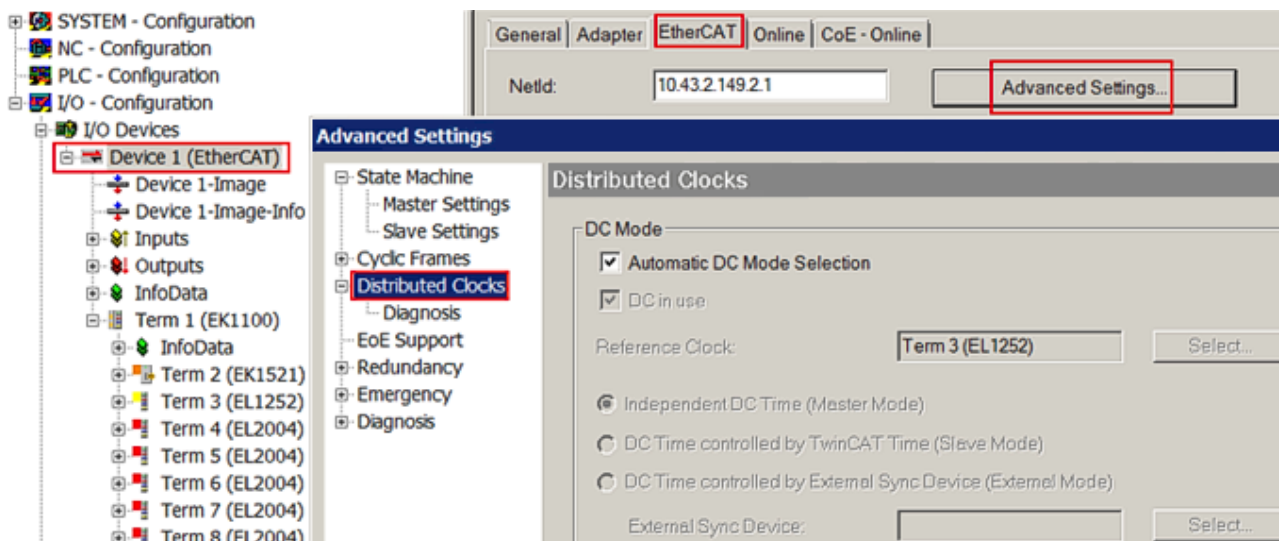 SYSTEM - Configuration
NC - Configuration
PLC - Configuration
I/O - Configuration
I/O Devices
Device 1 (EtherCAT)
Device 1-Image
Device 1-Image-Info
Inputs
Outputs
InfoData
Term 1 (EK1100)
InfoData
Term 2 (EK1521)
Term 3 (EL1252)
Term 4 (EL2004)
Term 5 (EL2004)
Term 6 (EL2004)
Term 7 (EL2004)
Term 8 (EL2004)
General Adapter EtherCAT Online CoE - Online
NetId: 10.43.2.149.2.1 Advanced Settings...
Advanced Settings
State Machine
Master Settings
Slave Settings
Cyclic Frames
Distributed Clocks
Diagnosis
EoE Support
Redundancy
Emergency
Diagnosis
Distributed Clocks
DC Mode
Automatic DC Mode Selection
DC in use
Reference Clock: Term 3 (EL1252) Select...
Independent DC Time (Master Mode)
DC Time controlled by TwinCAT Time (Slave Mode)
DC Time controlled by External Sync Device (External Mode)
External Sync Device: Select...